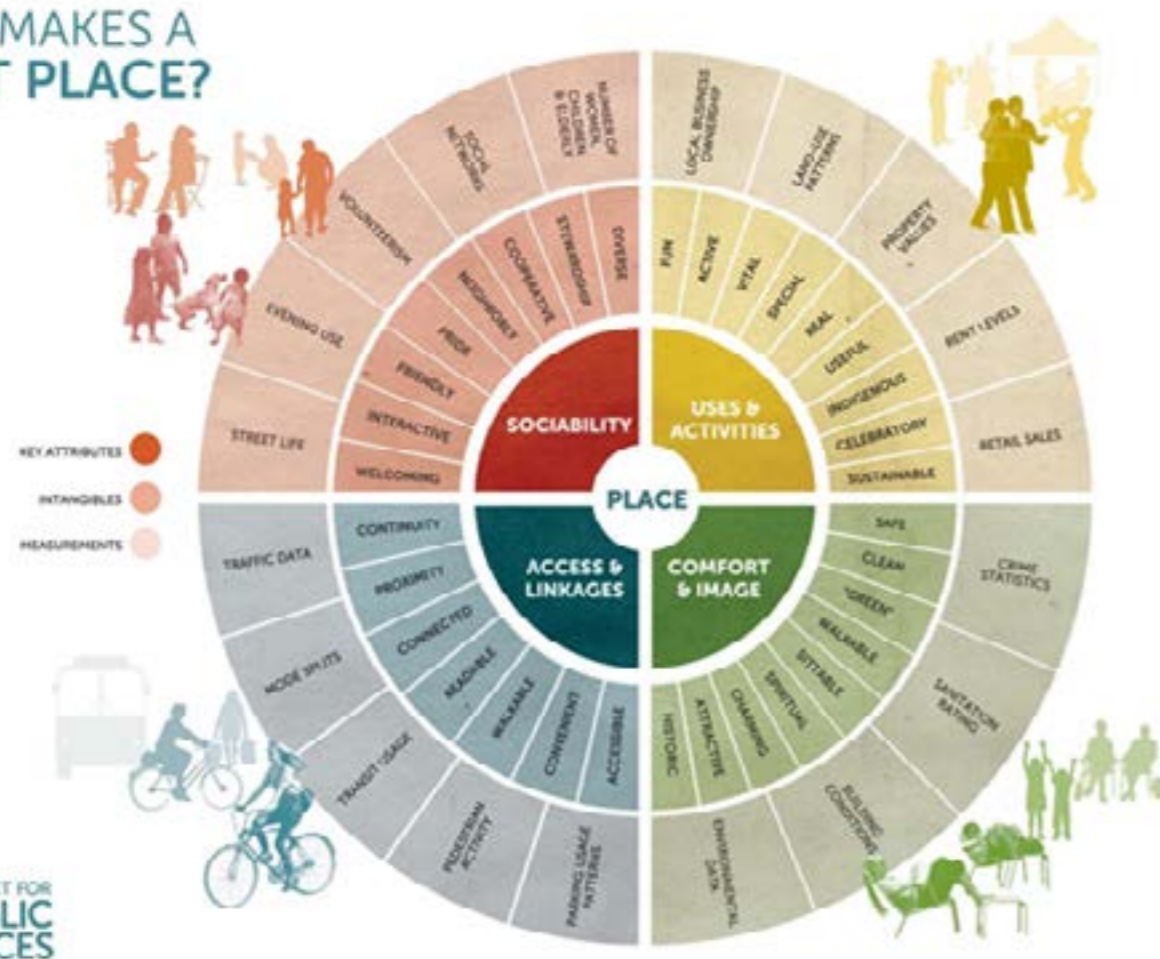 MAKES A
T PLACE?
KEY ATTRIBUTES
INTANGIBLES
MEASUREMENTS
PLACE
SOCIABILITY
USES &
ACTIVITIES
ACCESS &
LINKAGES
COMFORT
& IMAGE
NUMBER OF
WOMEN,
CHILDREN
& ELDERLY
SOCIAL
NETWORKS
VOLUNTEERISM
EVENING USE
STREET LIFE
DIVERSE
STEWARDSHIP
COOPERATIVE
NEIGHBORLY
PRIDE
FRIENDLY
INTERACTIVE
WELCOMING
LOCAL BUSINESS
OWNERSHIP
LAND-USE
PATTERNS
PROPERTY
VALUES
RENT LEVELS
RETAIL SALES
FUN
ACTIVE
VITAL
SPECIAL
REAL
USEFUL
INDIGENOUS
CELEBRATORY
SUSTAINABLE
CONTINUITY
PROXIMITY
CONNECTED
READABLE
WALKABLE
CONVENIENT
ACCESSIBLE
TRAFFIC DATA
MODE SPLITS
TRANSIT USAGE
PEDESTRIAN
ACTIVITY
PARKING USAGE
PATTERNS
SAFE
CLEAN
"GREEN"
WALKABLE
SITTABLE
SPIRITUAL
CHARMING
ATTRACTIVE
HISTORIC
CRIME
STATISTICS
SANITATION
RATING
BUILDING
CONDITIONS
ENVIRONMENTAL
DATA
T FOR
LIC
CES